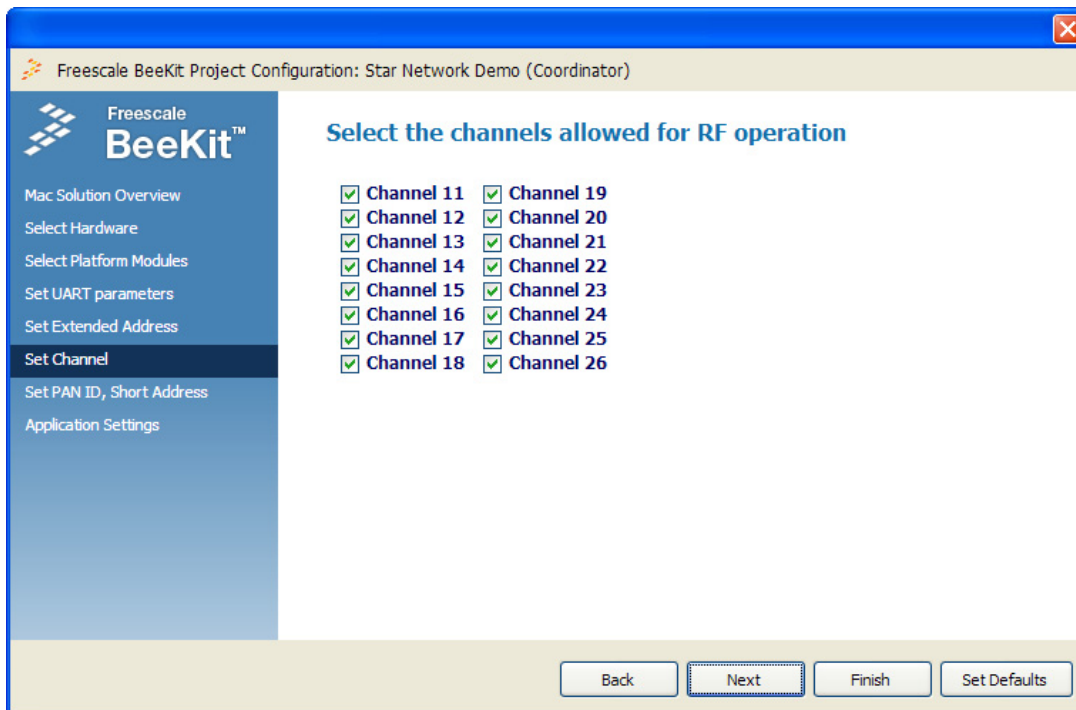 Freescale BeeKit Project Configuration: Star Network Demo (Coordinator)
Freescale
BeeKit™
Mac Solution Overview
Select Hardware
Select Platform Modules
Set UART parameters
Set Extended Address
Set Channel
Set PAN ID, Short Address
Application Settings
Select the channels allowed for RF operation
Channel 11 Channel 19
Channel 12 Channel 20
Channel 13 Channel 21
Channel 14 Channel 22
Channel 15 Channel 23
Channel 16 Channel 24
Channel 17 Channel 25
Channel 18 Channel 26
Back Next Finish Set Defaults